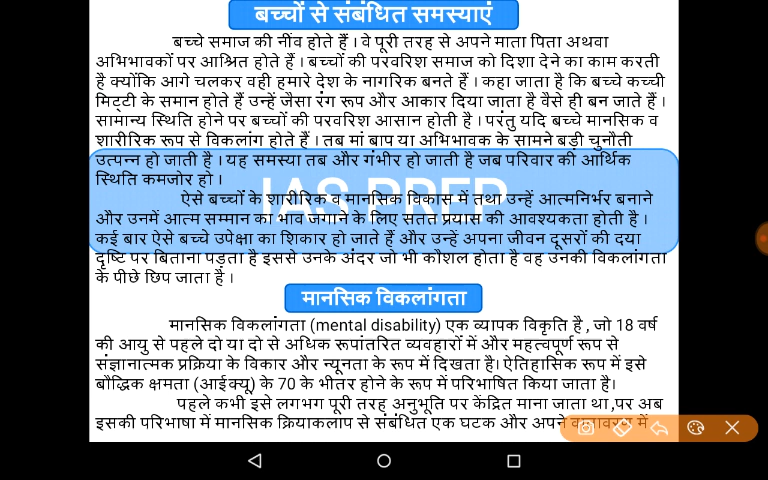 बच्चों से संबंधित समस्याएं
बच्चे समाज की नींव होते हैं । वे पूरी तरह से अपने माता पिता अथवा
अभिभावकों पर आश्रित होते हैं । बच्चों की परवरिश समाज को दिशा देने का काम करती
है क्योंकि आगे चलकर वही हमारे देश के नागरिक बनते हैं । कहा जाता है कि बच्चे कच्ची
मिट्टी के समान होते हैं उन्हें जैसा रंग रूप और आकार दिया जाता है वैसे ही बन जाते हैं ।
सामान्य स्थिति होने पर बच्चों की परवरिश आसान होती है । परंतु यदि बच्चे मानसिक व
शारीरिक रूप से विकलांग होते हैं । तब मां बाप या अभिभावक के सामने बड़ी चुनौती
उत्पन्न हो जाती है । यह समस्या तब और गंभीर हो जाती है जब परिवार की आर्थिक
स्थिति कमजोर हो ।
IAS PREP
ऐसे बच्चों के शारीरिक व मानसिक विकास में तथा उन्हें आत्मनिर्भर बनाने
और उनमें आत्म सम्मान का भाव जगाने के लिए सतत प्रयास की आवश्यकता होती है ।
कई बार ऐसे बच्चे उपेक्षा का शिकार हो जाते हैं और उन्हें अपना जीवन दूसरों की दया
दृष्टि पर बिताना पड़ता है इससे उनके अंदर जो भी कौशल होता है वह उनकी विकलांगता
के पीछे छिप जाता है ।
मानसिक विकलांगता
मानसिक विकलांगता (mental disability) एक व्यापक विकृति है , जो 18 वर्ष
की आयु से पहले दो या दो से अधिक रूपांतरित व्यवहारों में और महत्वपूर्ण रूप से
संज्ञानात्मक प्रक्रिया के विकार और न्यूनता के रूप में दिखता है। ऐतिहासिक रूप में इसे
बौद्धिक क्षमता (आईक्यू) के 70 के भीतर होने के रूप में परिभाषित किया जाता है।
पहले कभी इसे लगभग पूरी तरह अनुभूति पर केंद्रित माना जाता था ,पर अब
इसकी परिभाषा में मानसिक क्रियाकलाप से संबंधित एक घटक और अपने वातावरण में